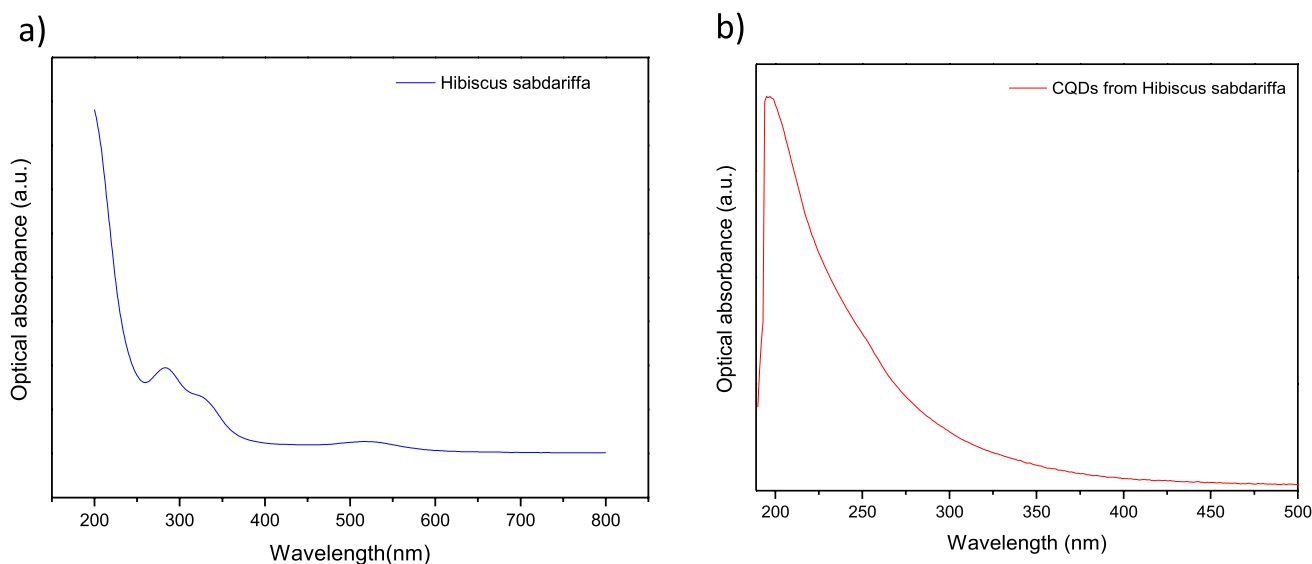 a)
Hibiscus sabdariffa
Optical absorbance (a.u.)
200 300 400 500 600 700 800
Wavelength(nm)
b)
CQDs from Hibiscus sabdariffa
Optical absorbance (a.u.)
200 250 300 350 400 450 500
Wavelength (nm)